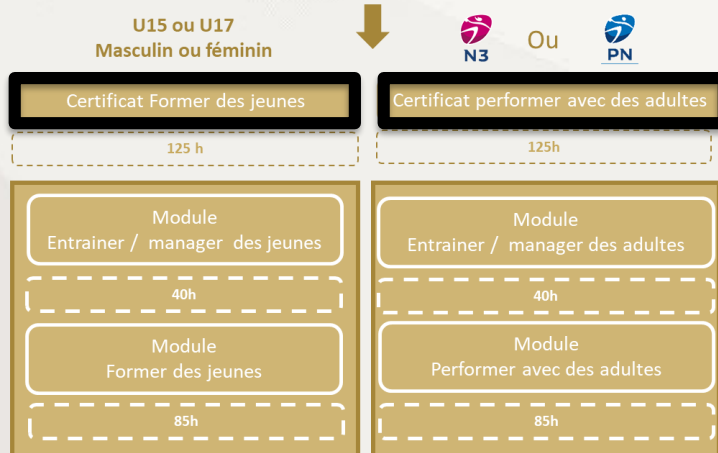 U15 ou U17
Masculin ou féminin
N3
Ou
PN
Certificat Former des jeunes
125 h
Module
Entrainer / manager des jeunes
40h
Module
Former des jeunes
85h
Certificat performer avec des adultes
125h
Module
Entrainer / manager des adultes
40h
Module
Performer avec des adultes
85h